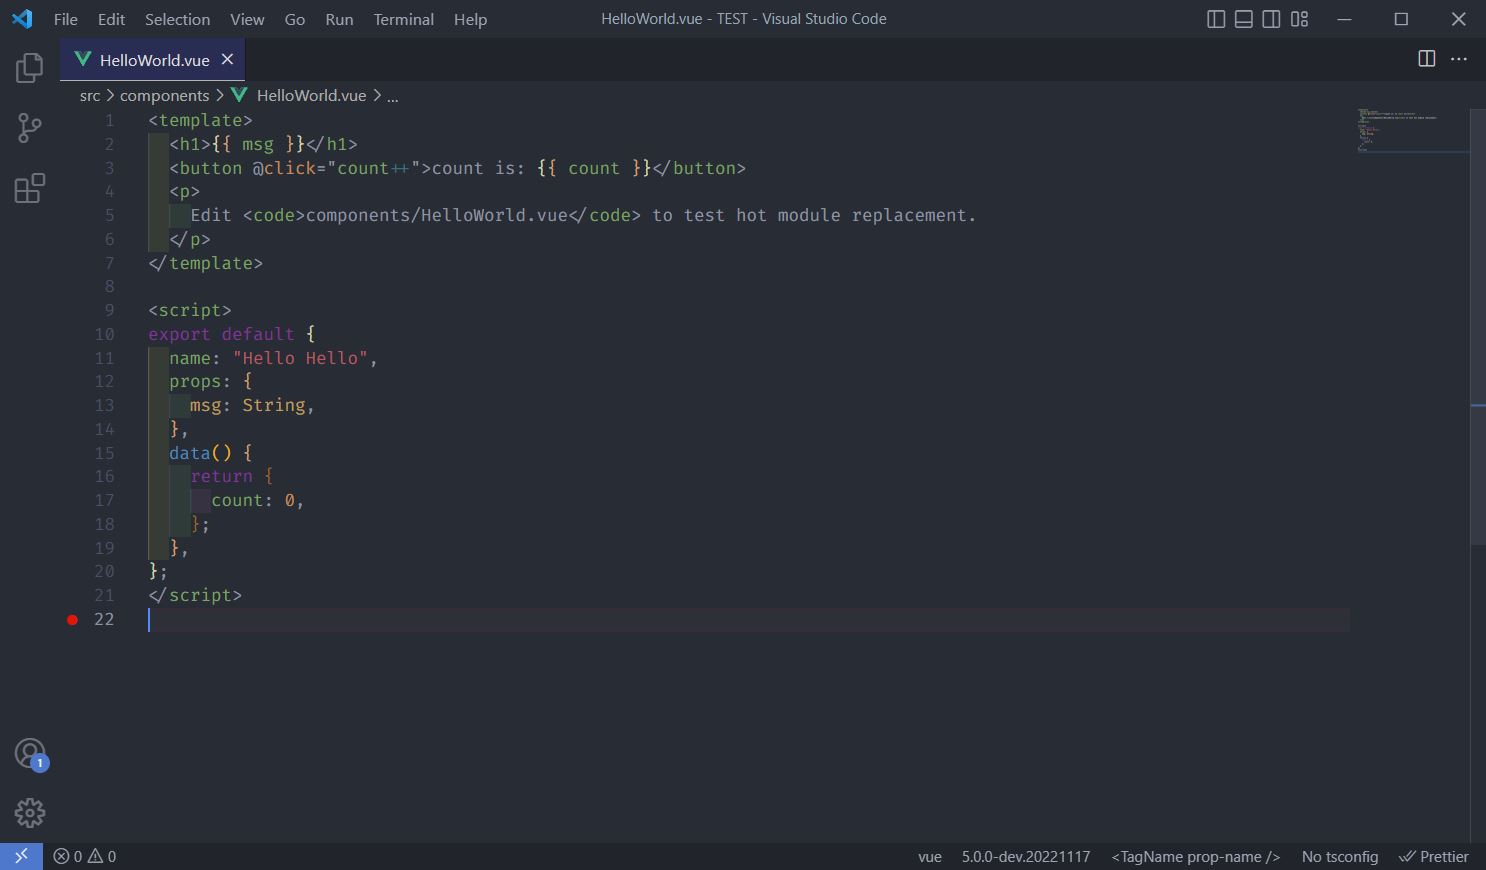 File Edit Selection View Go Run Terminal Help HelloWorld.vue - TEST - Visual Studio Code
HelloWorld.vue
src > components > HelloWorld.vue > ...
1 <template>
2 <h1>{{ msg }}</h1>
3 <button @click="count++">count is: {{ count }}</button>
4 <p>
5 Edit <code>components/HelloWorld.vue</code> to test hot module replacement.
6 </p>
7 </template>
8
9 <script>
10 export default {
11 name: "Hello Hello",
12 props: {
13 msg: String,
14 },
15 data() {
16 return {
17 count: 0,
18 };
19 },
20 };
21 </script>
22
1
0 0 vue 5.0.0-dev.20221117 <TagName prop-name /> No tsconfig Prettier